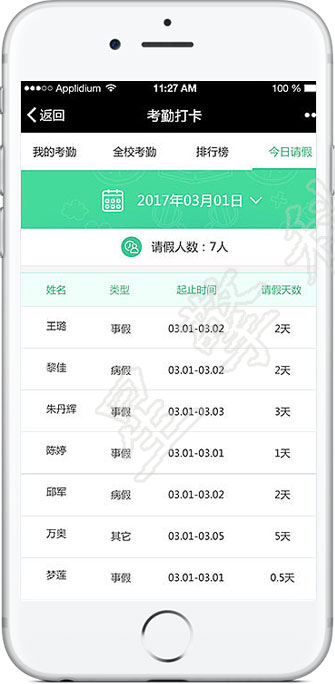 Applidium 11:27 AM 100 %
返回 考勤打卡
我的考勤 全校考勤 排行榜 今日请假
2017年03月01日
请假人数：7人
姓名 类型 起止时间 请假天数
王璐 事假 03.01-03.02 2天
黎佳 病假 03.01-03.02 2天
朱丹辉 事假 03.01-03.03 3天
陈婷 事假 03.01-03.01 1天
邱军 病假 03.01-03.02 2天
万奥 其它 03.01-03.05 5天
梦莲 事假 03.01-03.01 0.5天